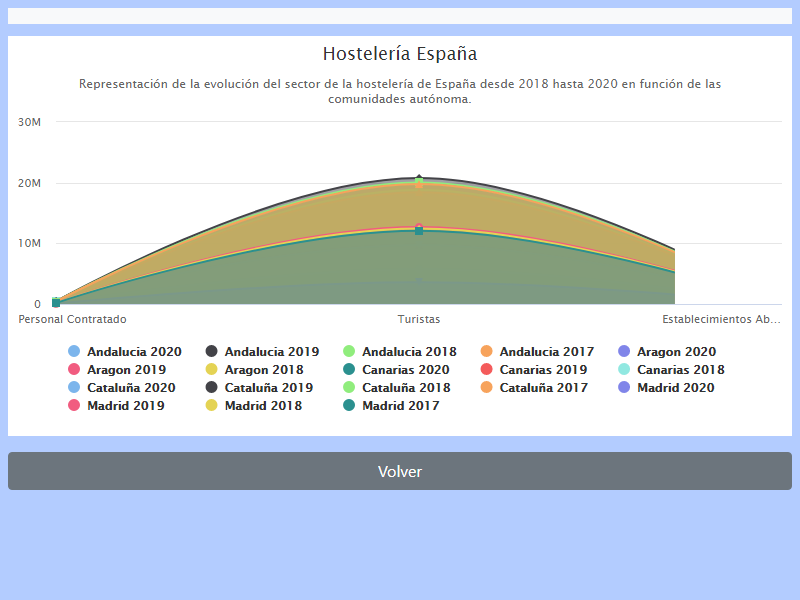 Hostelería España
Representación de la evolución del sector de la hostelería de España desde 2018 hasta 2020 en función de las
comunidades autónoma.
30M
20M
10M
0
Personal Contratado Turistas Establecimientos Ab...
Andalucia 2020 Andalucia 2019 Andalucia 2018 Andalucia 2017 Aragon 2020
Aragon 2019 Aragon 2018 Canarias 2020 Canarias 2019 Canarias 2018
Cataluña 2020 Cataluña 2019 Cataluña 2018 Cataluña 2017 Madrid 2020
Madrid 2019 Madrid 2018 Madrid 2017
Volver